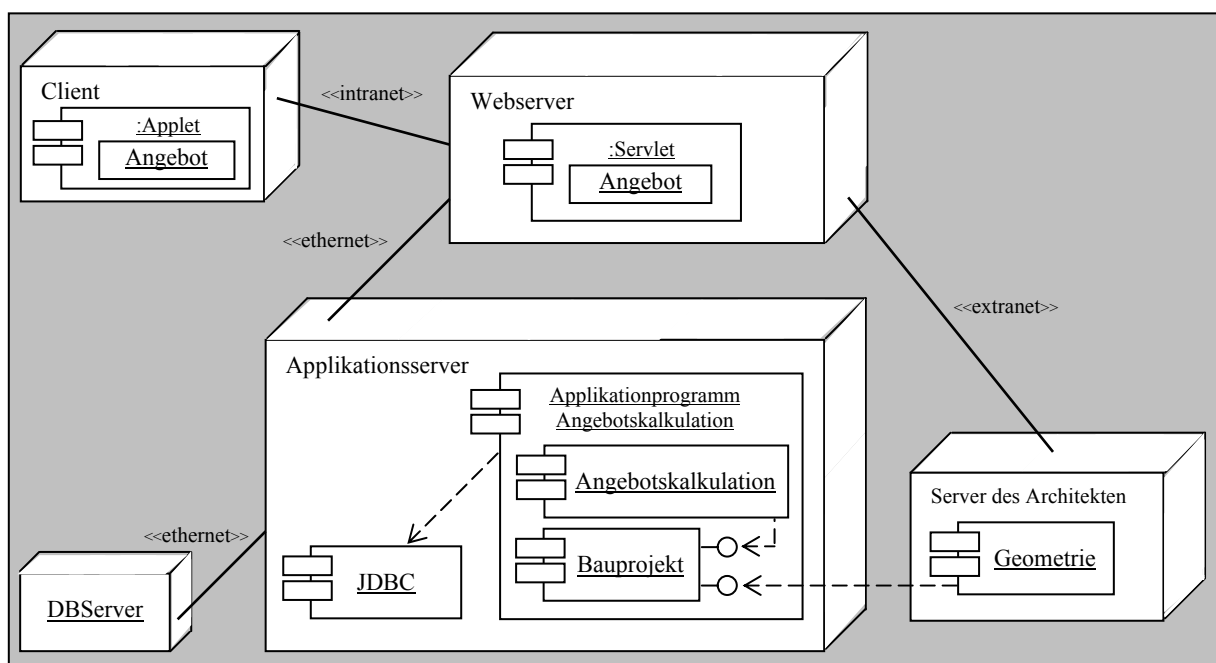 Client
:Applet
Angebot
<<intranet>>
Webserver
:Servlet
Angebot
<<ethernet>>
<<extranet>>
Applikationsserver
Applikationprogramm
Angebotskalkulation
Angebotskalkulation
Bauprojekt
JDBC
Server des Architekten
Geometrie
<<ethernet>>
DBServer